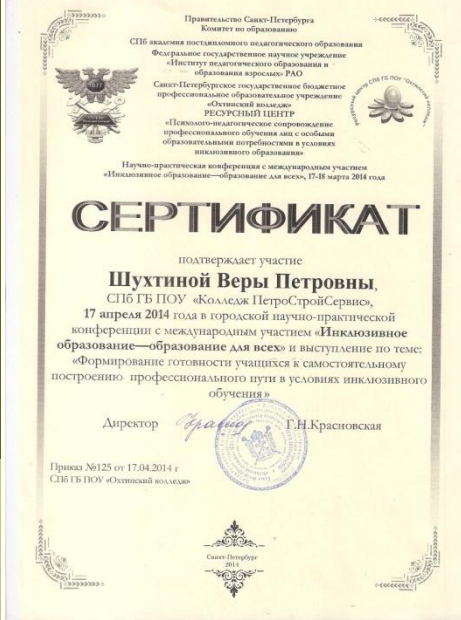 Правительство Санкт-Петербурга
Комитет по образованию
СПб академия постдипломного педагогического образования
Федеральное государственное научное учреждение
«Институт педагогического образования и
образования взрослых» РАО
Санкт-Петербургское государственное бюджетное
профессиональное образовательное учреждение
«Охтинский колледж»
РЕСУРСНЫЙ ЦЕНТР
«Психолого-педагогическое сопровождение
профессионального обучения лиц с особыми
образовательными потребностями в условиях
инклюзивного образования»
Научно-практическая конференция с международным участием
«Инклюзивное образование—образование для всех», 17-18 марта 2014 года
СЕРТИФИКАТ
подтверждает участие
Шухтиной Веры Петровны,
СПб ГБ ПОУ «Колледж ПетроСтройСервис»,
17 апреля 2014 года в городской научно-практической
конференции с международным участием «Инклюзивное
образование—образование для всех» и выступление по теме:
«Формирование готовности учащихся к самостоятельному
построению профессионального пути в условиях инклюзивного
обучения»
Директор Г.Н.Красновская
Приказ №125 от 17.04.2014 г
СПб ГБ ПОУ «Охтинский колледж»
Санкт-Петербург
2014